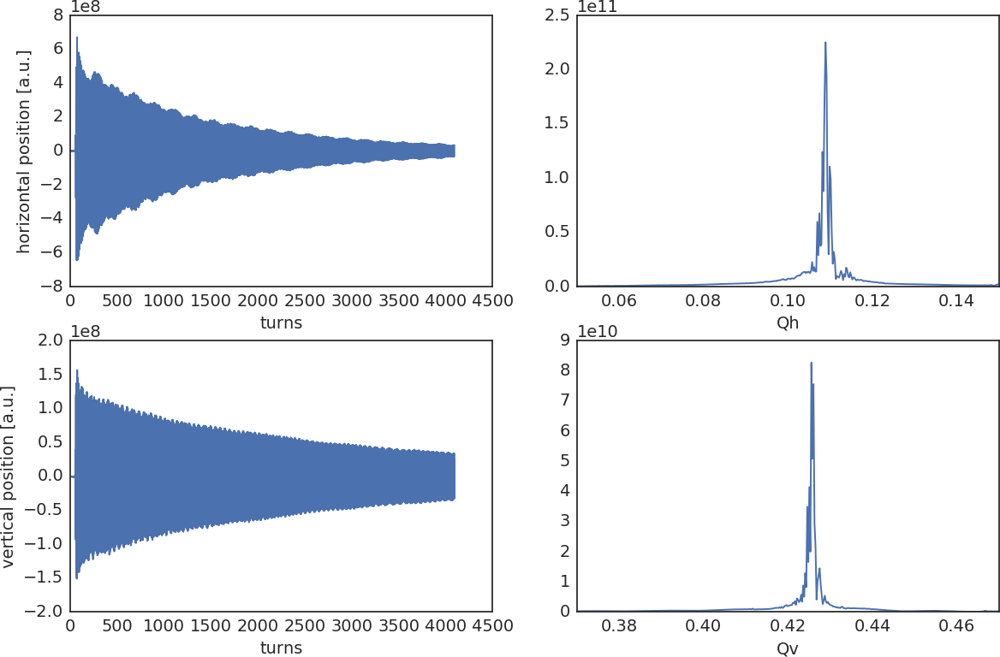 1e8
8
6
4
2
0
−2
−4
−6
−8
horizontal position [a.u.]
0 500 1000 1500 2000 2500 3000 3500 4000 4500
turns
1e11
2.5
2.0
1.5
1.0
0.5
0.0
0.06 0.08 0.10 0.12 0.14
Qh
1e8
2.0
1.5
1.0
0.5
0.0
−0.5
−1.0
−1.5
−2.0
vertical position [a.u.]
0 500 1000 1500 2000 2500 3000 3500 4000 4500
turns
1e10
9
8
7
6
5
4
3
2
1
0
0.38 0.40 0.42 0.44 0.46
Qv